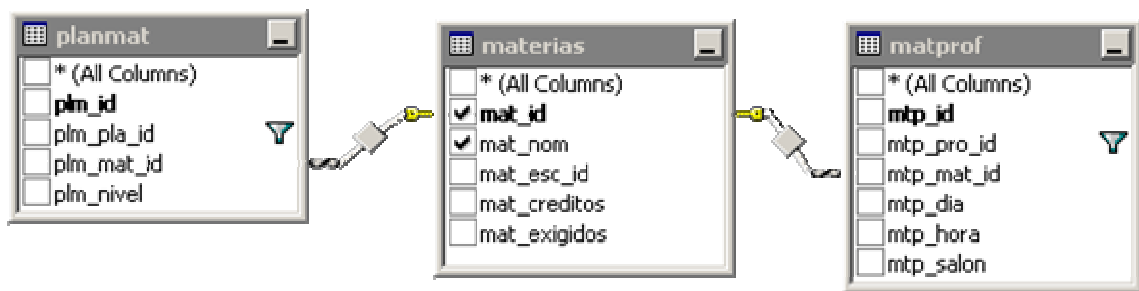 planmat
* (All Columns)
plm_id
plm_pla_id
plm_mat_id
plm_nivel
materias
* (All Columns)
mat_id
mat_nom
mat_esc_id
mat_creditos
mat_exigidos
matprof
* (All Columns)
mtp_id
mtp_pro_id
mtp_mat_id
mtp_dia
mtp_hora
mtp_salon